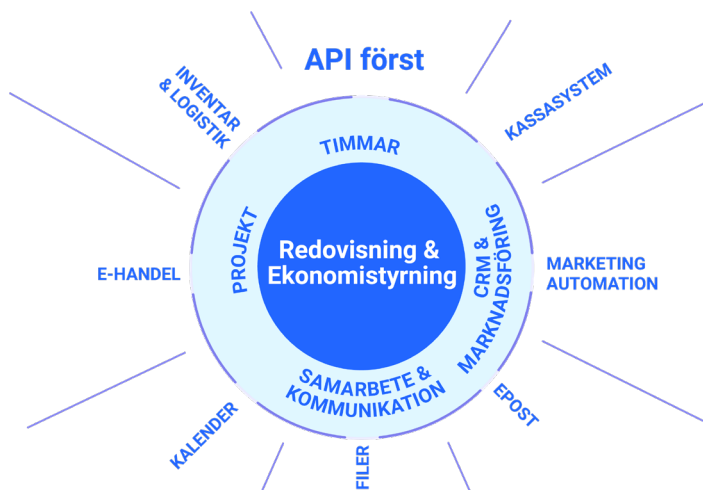 API först
INVENTAR
& LOGISTIK
KASSASYSTEM
TIMMAR
PROJEKT
Redovisning &
Ekonomistyrning
CRM &
MARKNADSFÖRING
E-HANDEL
MARKETING
AUTOMATION
SAMARBETE &
KOMMUNIKATION
KALENDER
EPOST
FILER